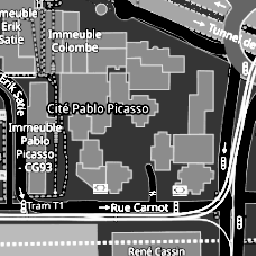 Immeuble
Erik
Satie
Immeuble
Colombe
Tunnel de
Erik Satie
Cité Pablo Picasso
Immeuble
Pablo
Picasso
CG93
Tram T1
Rue Carnot
René Cassin